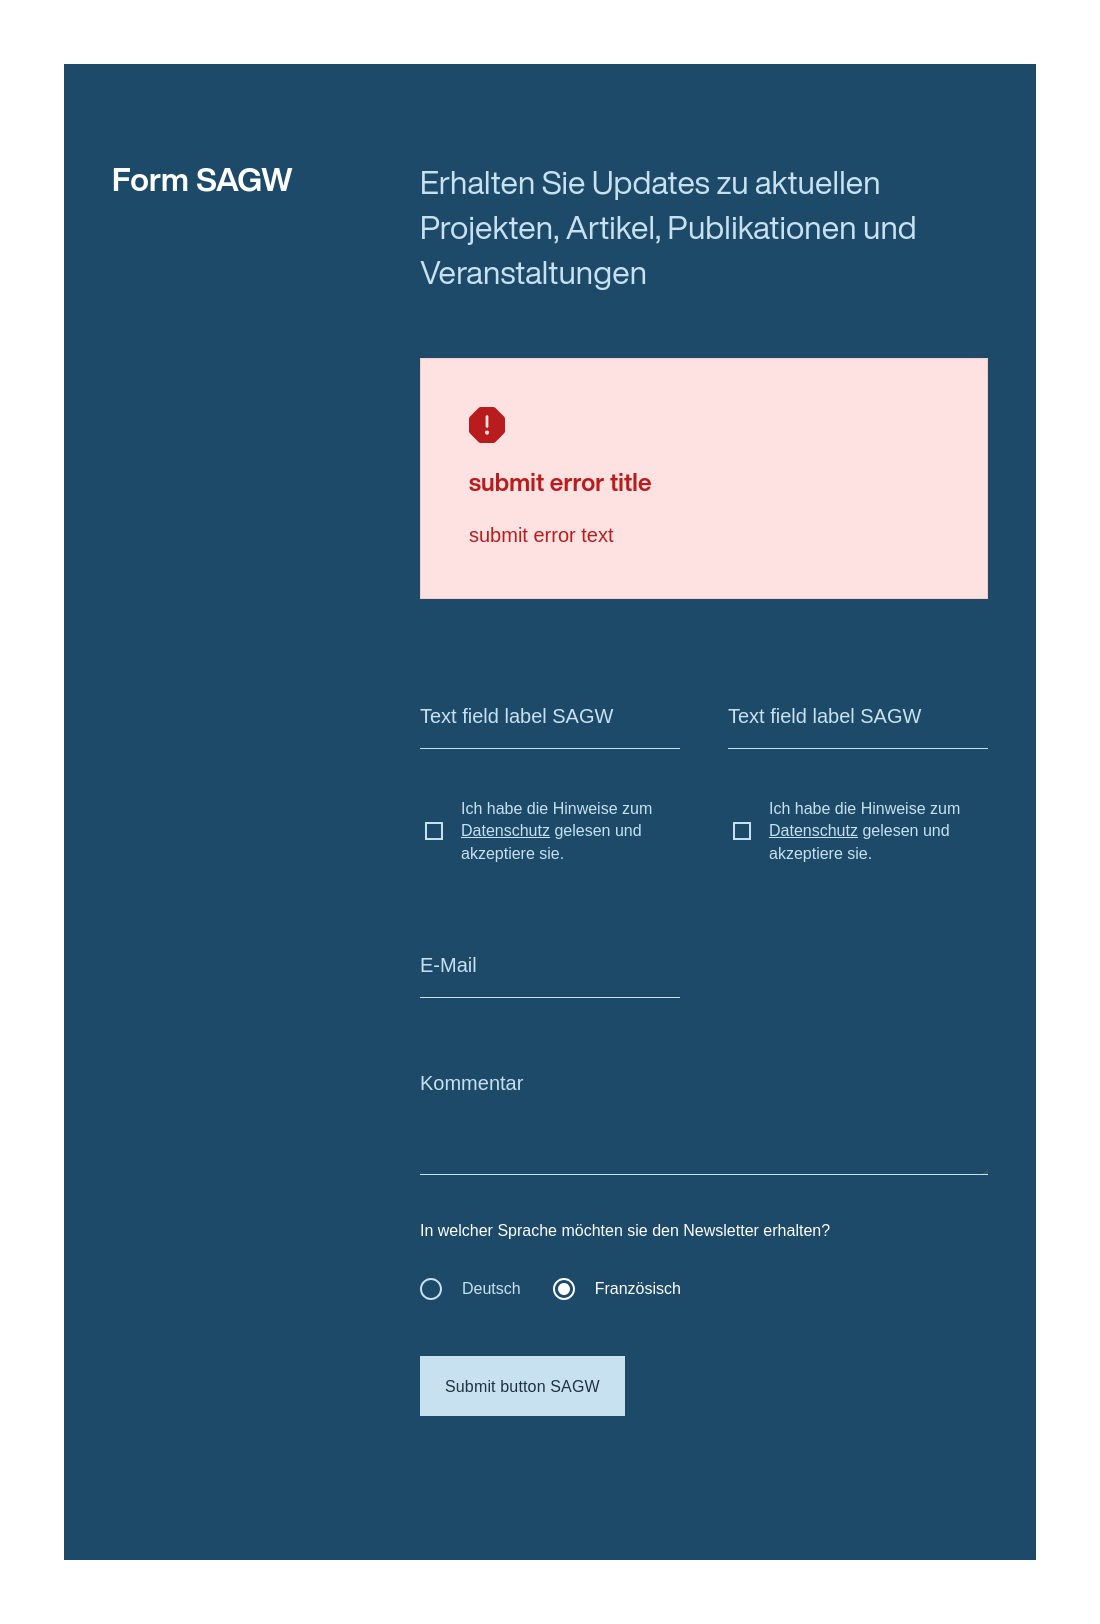 Form SAGW
Erhalten Sie Updates zu aktuellen
Projekten, Artikel, Publikationen und
Veranstaltungen
submit error title
submit error text
Text field label SAGW
Text field label SAGW
Ich habe die Hinweise zum
Datenschutz gelesen und
akzeptiere sie.
Ich habe die Hinweise zum
Datenschutz gelesen und
akzeptiere sie.
E-Mail
Kommentar
In welcher Sprache möchten sie den Newsletter erhalten?
Deutsch
Französisch
Submit button SAGW